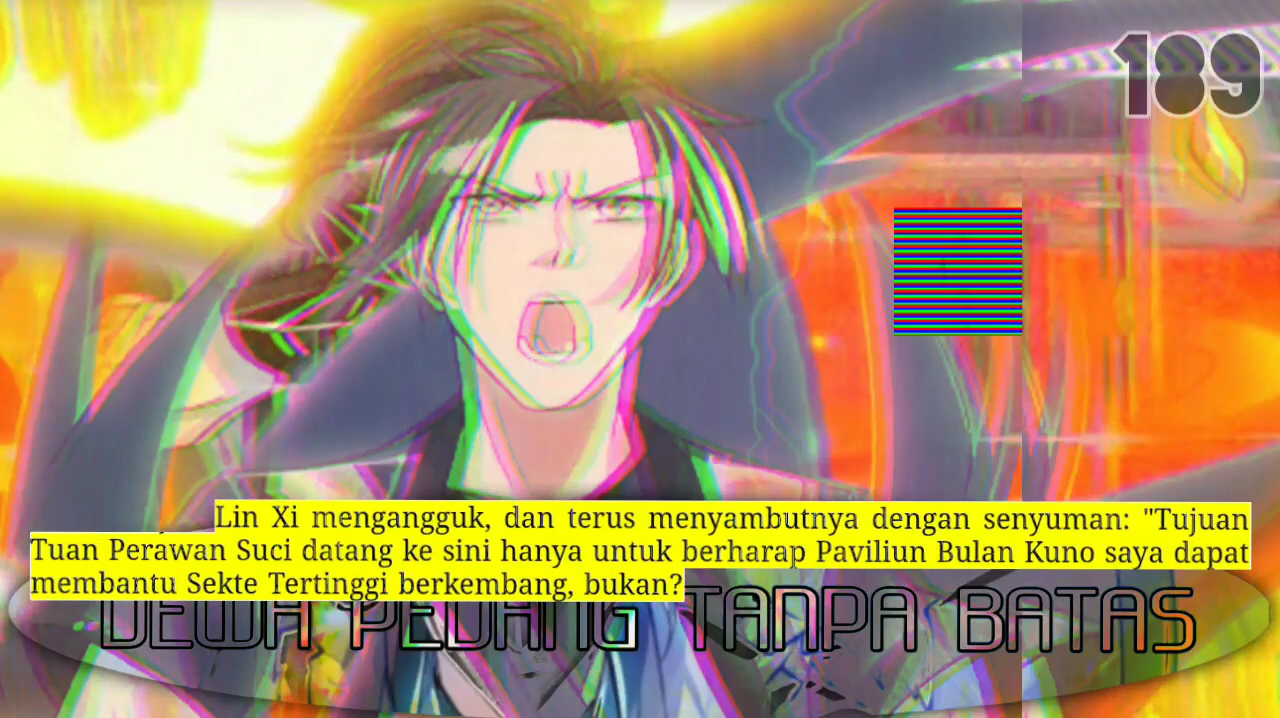 189
Lin Xi mengangguk, dan terus menyambutnya dengan senyuman: "Tujuan
Tuan Perawan Suci datang ke sini hanya untuk berharap Paviliun Bulan Kuno saya dapat
membantu Sekte Tertinggi berkembang, bukan?
DEWA PEDANG TANPA BATAS